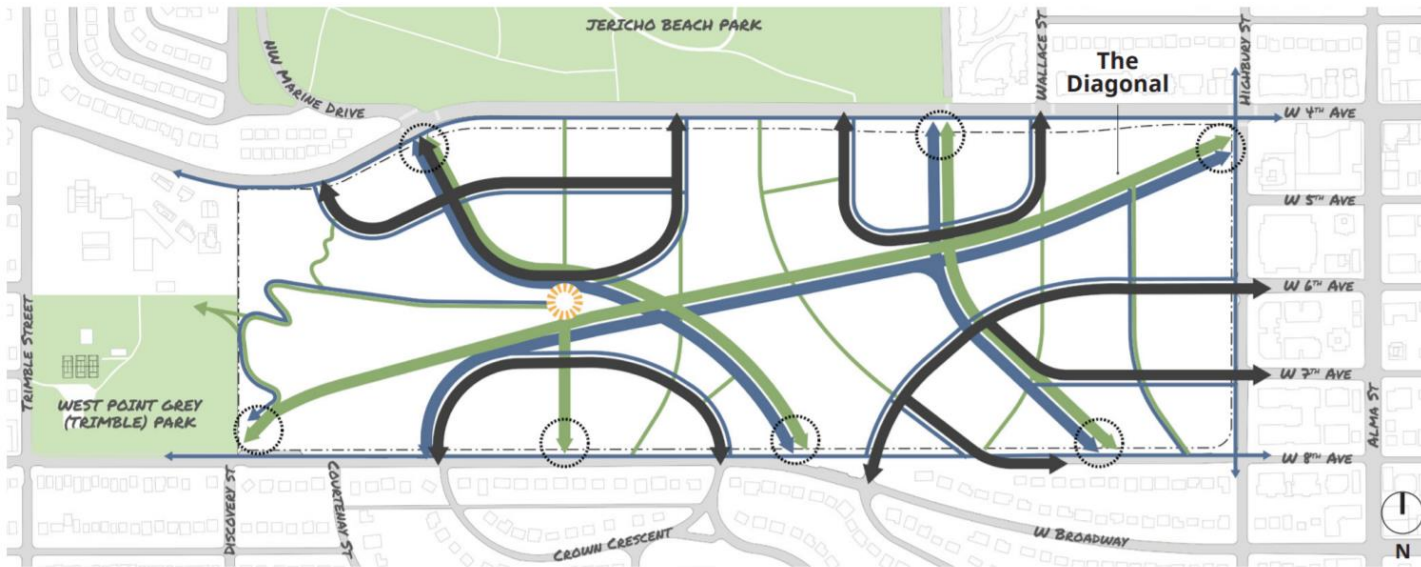 JERICHO BEACH PARK
NW MARINE DRIVE
WALLACE ST
HIGHBURY ST
The
Diagonal
W 4TH AVE
W 5TH AVE
W 6TH AVE
W 7TH AVE
W 8TH AVE
ALMA ST
TRIMBLE STREET
WEST POINT GREY
(TRIMBLE) PARK
DISCOVERY ST
COURTENAY ST
CROWN CRESCENT
W BROADWAY
N